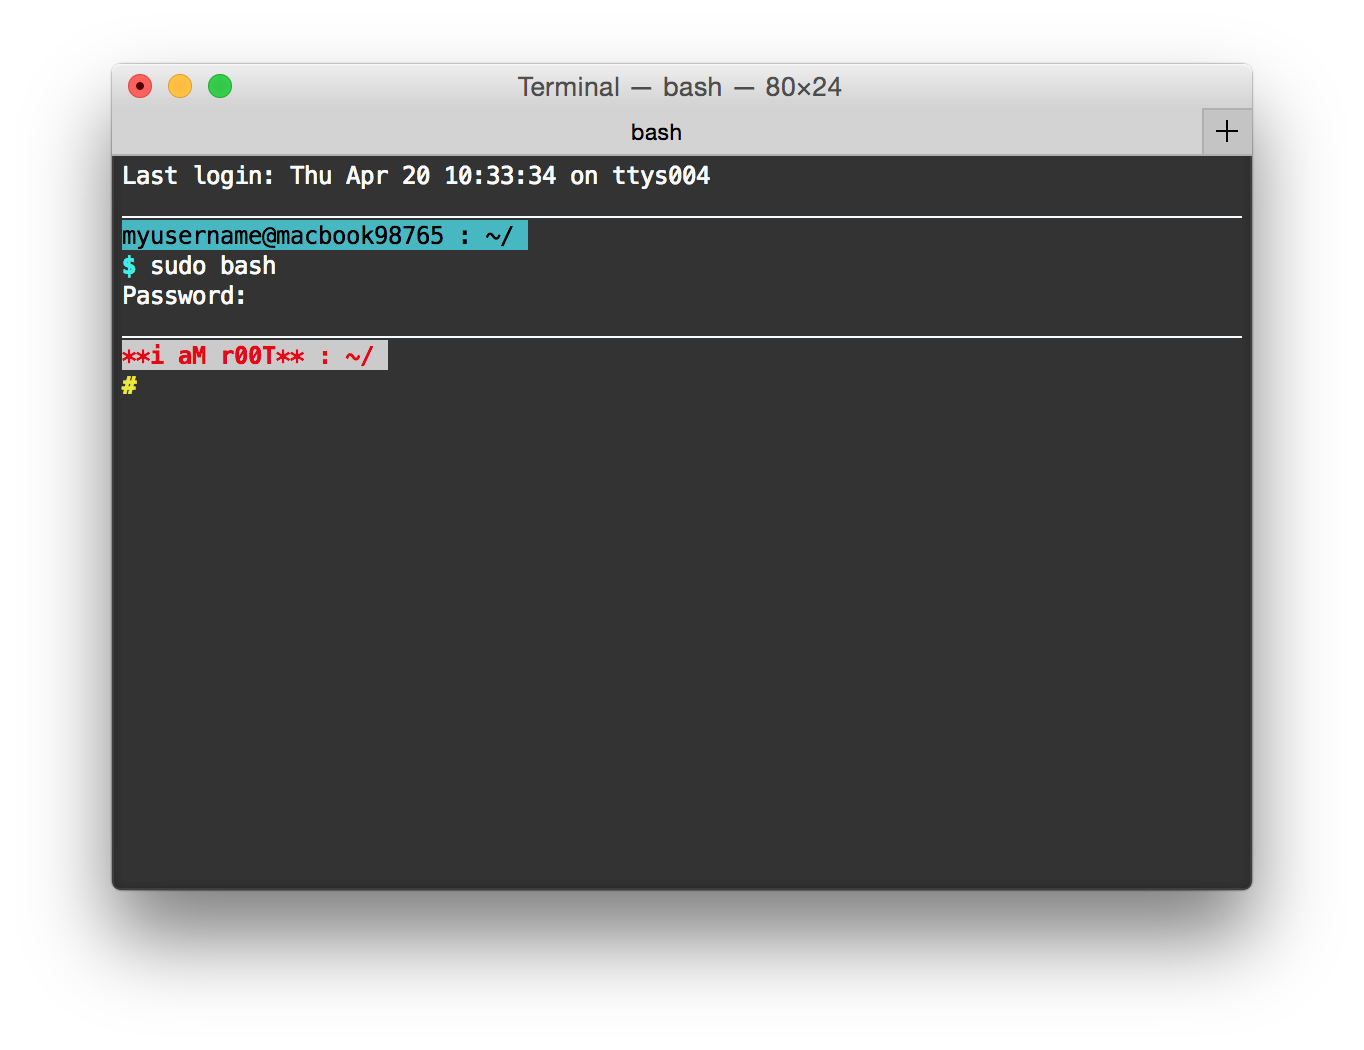 Terminal — bash — 80×24
bash
+
Last login: Thu Apr 20 10:33:34 on ttys004
myusername@macbook98765 : ~/
$ sudo bash
Password:
**i aM r00T** : ~/
#